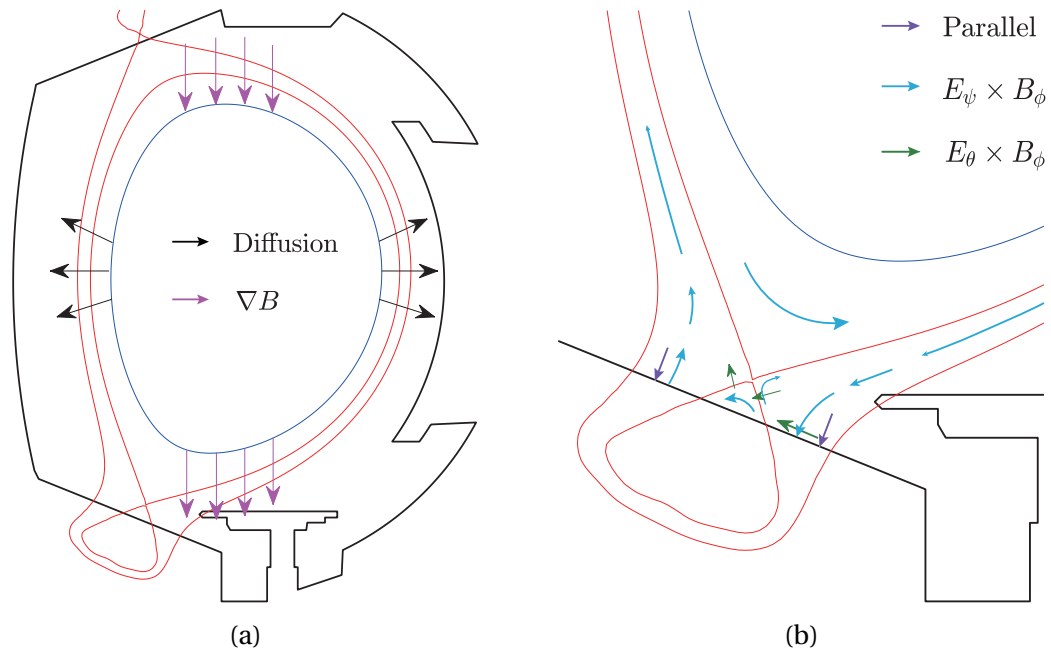 Diffusion
∇B
(a)
Parallel
E_ψ × B_ϕ
E_θ × B_ϕ
(b)